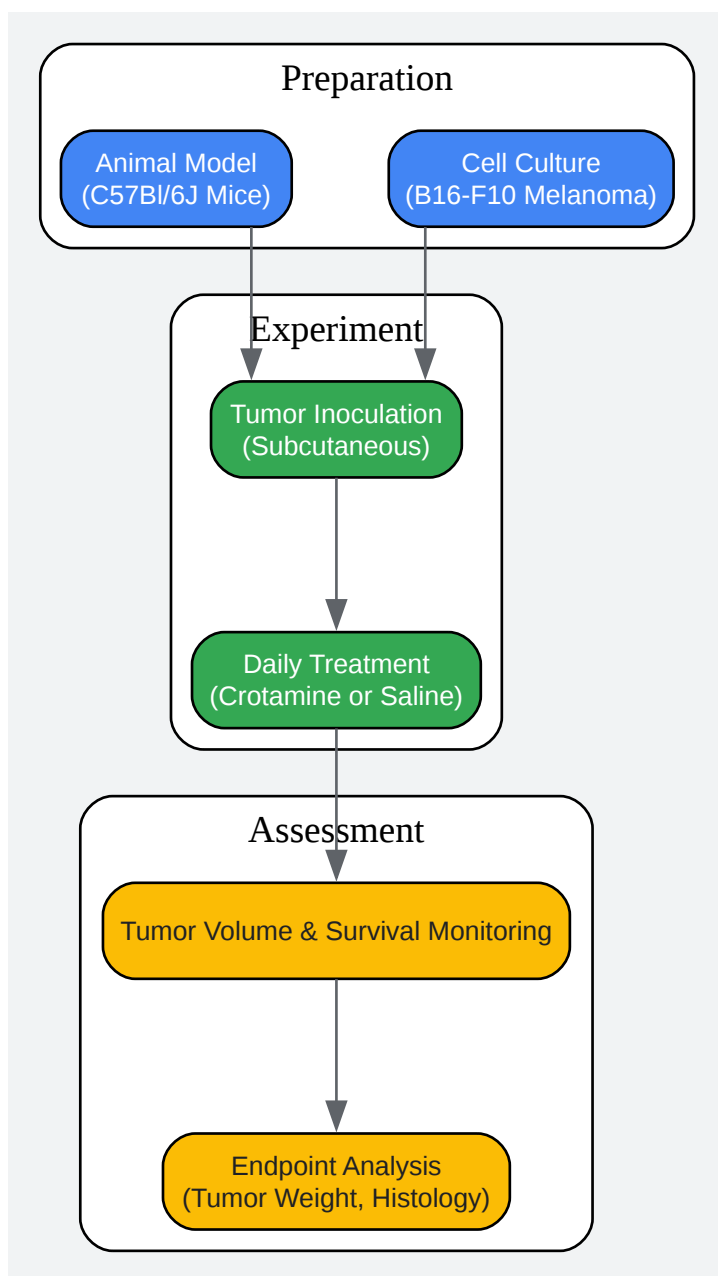 Preparation
Animal Model
(C57Bl/6J Mice)
Cell Culture
(B16-F10 Melanoma)
Experiment
Tumor Inoculation
(Subcutaneous)
Daily Treatment
(Crotamine or Saline)
Assessment
Tumor Volume & Survival Monitoring
Endpoint Analysis
(Tumor Weight, Histology)